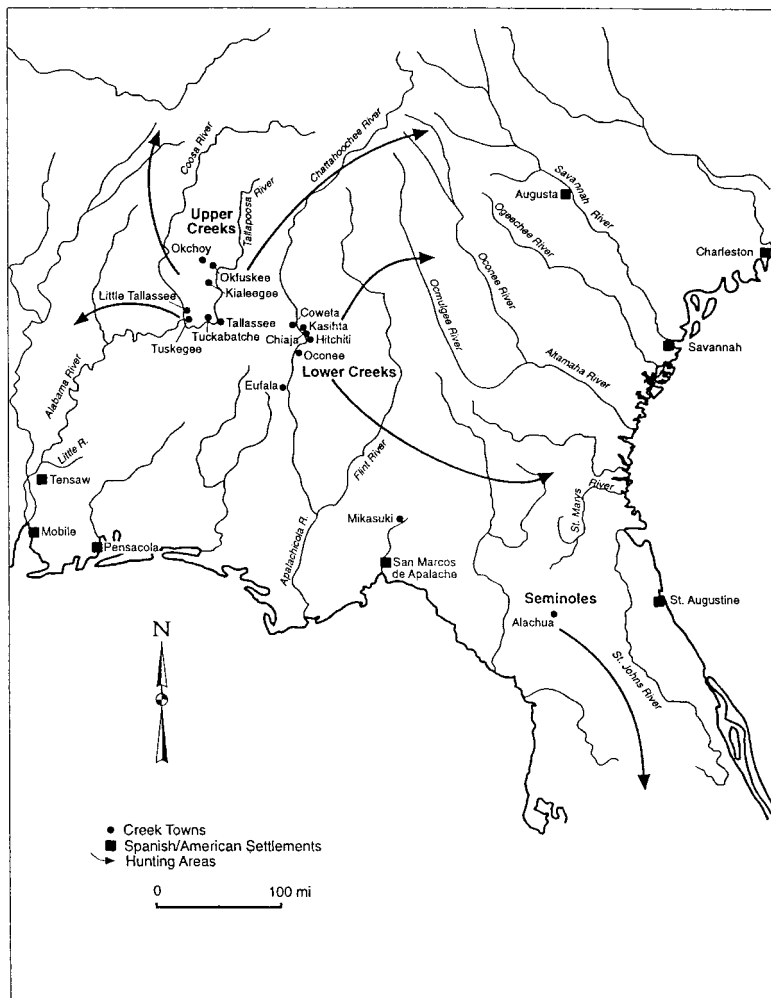 Coosa River
Chattahoochee River
Tallapoosa
River
Upper
Creeks
Okchoy
Okfuskee
Kialeegee
Little Tallassee
Tallassee
Tuckabatche
Tuskegee
Augusta
Savannah
River
Ogeechee River
Charleston
Oconee River
Ocmulgee River
Savannah
Altamaha River
Coweta
Kasihta
Chiaja
Hitchiti
Oconee
Lower Creeks
Eufala
Alabama River
Little R.
Tensaw
Mobile
Pensacola
Flint River
Apalachicola R.
Mikasuki
San Marcos
de Apalache
St. Marys
River
Seminoles
Alachua
St. Augustine
St. Johns River
N
Creek Towns
Spanish/American Settlements
Hunting Areas
0 100 mi